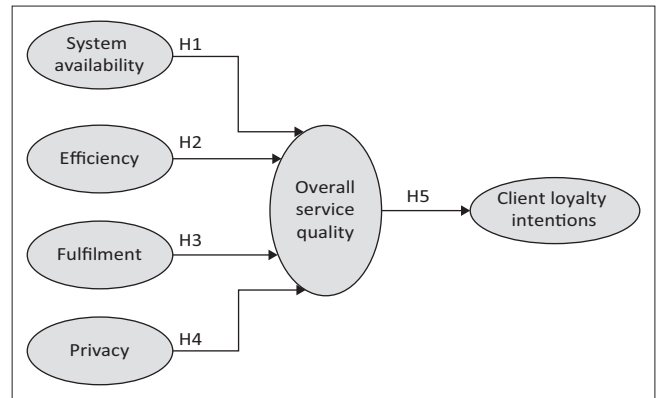 System
availability
H1
Efficiency
H2
Fulfilment
H3
Privacy
H4
Overall
service
quality
H5
Client loyalty
intentions